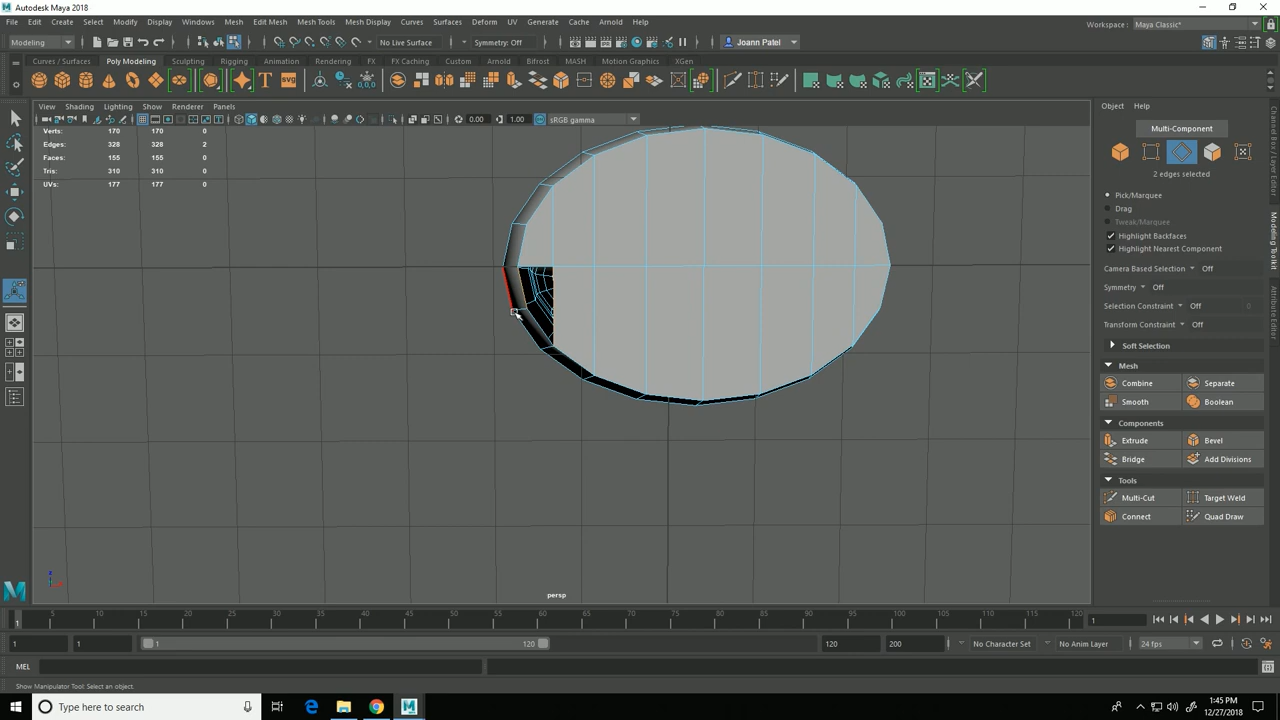 Autodesk Maya 2018
File Edit Create Select Modify Display Windows Mesh Edit Mesh Mesh Tools Mesh Display Curves Surfaces Deform UV Generate Cache Arnold Help
Workspace : Maya Classic*
Modeling No Live Surface Symmetry: Off Joann Patel
Curves / Surfaces Poly Modeling Sculpting Rigging Animation Rendering FX FX Caching Custom Arnold Bifrost MASH Motion Graphics XGen
T SVG 0,0,0
View Shading Lighting Show Renderer Panels
0.00 1.00 sRGB gamma
Verts: 170 170 0
Edges: 328 328 2
Faces: 155 155 0
Tris: 310 310 0
UVs: 177 177 0
persp
Object Help
Multi-Component
2 edges selected
Pick/Marquee
Drag
Tweak/Marquee
Highlight Backfaces
Highlight Nearest Component
Camera Based Selection Off
Symmetry: Off
Selection Constraint Off 0
Transform Constraint Off
Soft Selection
Mesh
Combine Separate
Smooth Boolean
Components
Extrude Bevel
Bridge Add Divisions
Tools
Multi-Cut Target Weld
Connect Quad Draw
Modeling Toolkit
Attribute Editor
5 10 15 20 25 30 35 40 45 50 55 60 65 70 75 80 85 90 95 100 105 110 115 120
1 1
1 1 1 120 120 200 No Character Set No Anim Layer 24 fps
MEL
Show Manipulator Tool: Select an object.
Type here to search
1:45 PM
12/27/2018